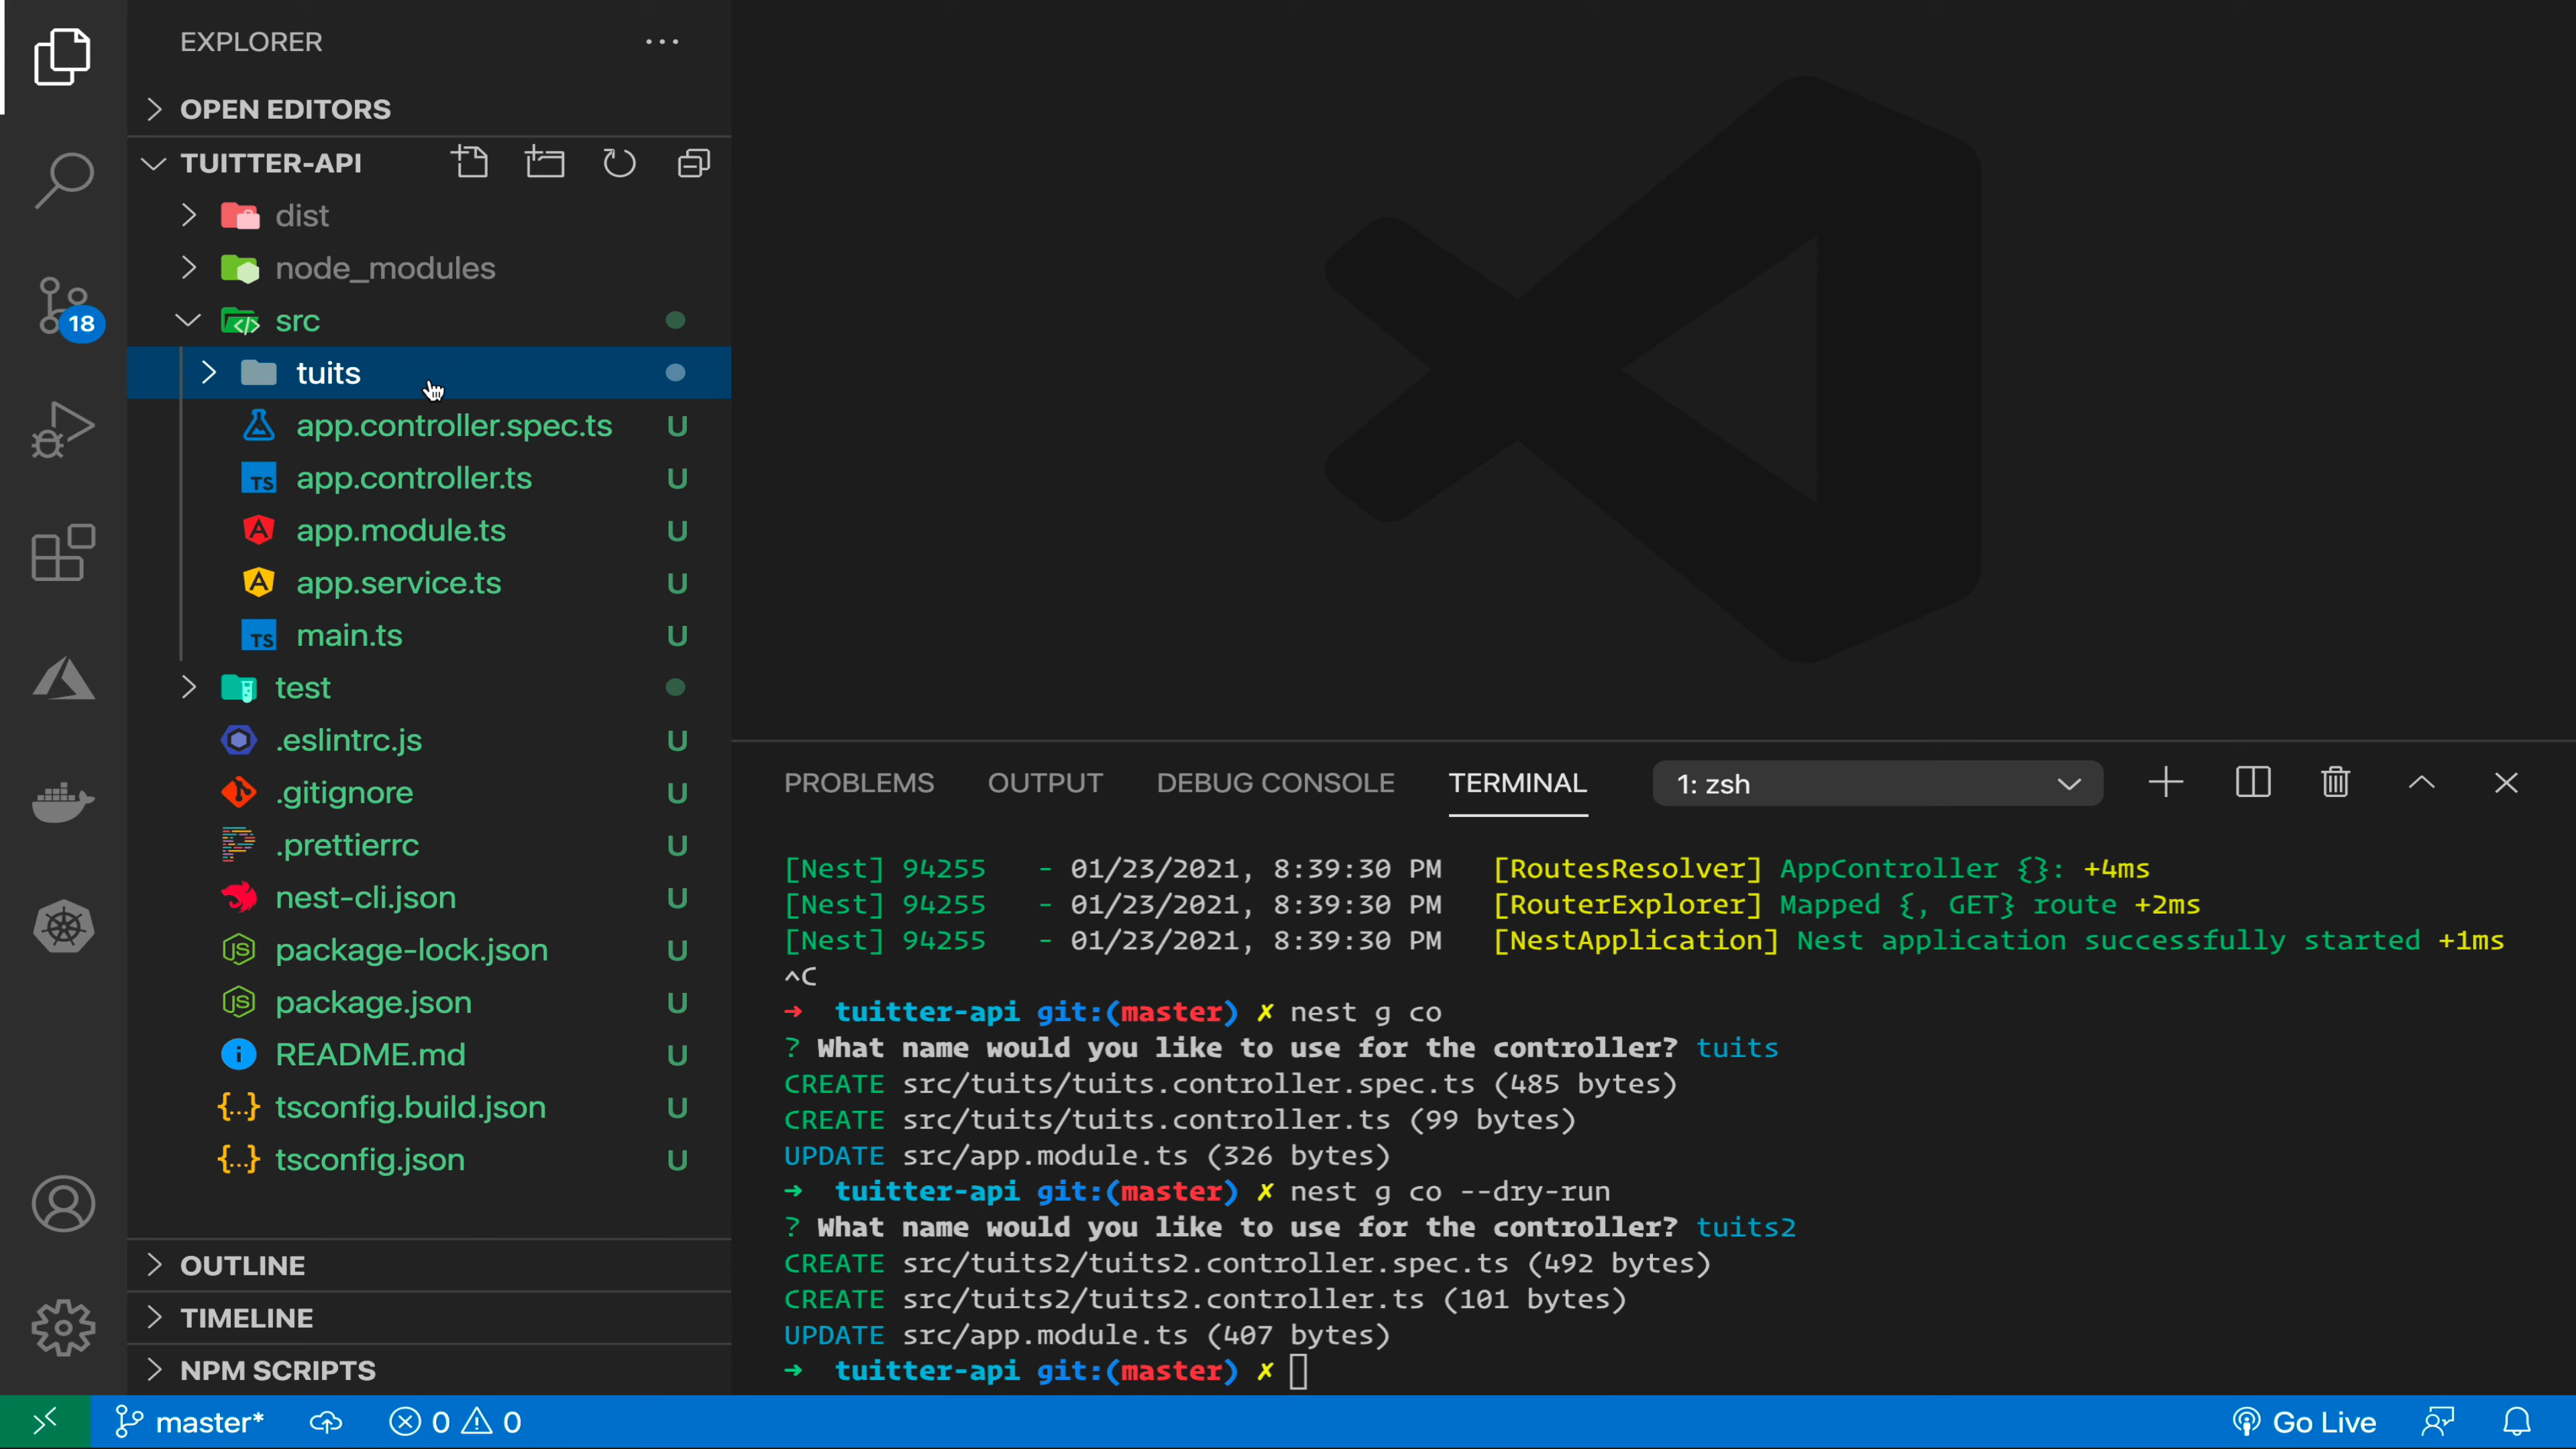 EXPLORER
OPEN EDITORS
TUITTER-API
dist
node_modules
src
tuits
app.controller.spec.ts U
app.controller.ts U
app.module.ts U
app.service.ts U
main.ts U
test
.eslintrc.js U
.gitignore U
.prettierrc U
nest-cli.json U
package-lock.json U
package.json U
README.md U
tsconfig.build.json U
tsconfig.json U
OUTLINE
TIMELINE
NPM SCRIPTS
18
PROBLEMS OUTPUT DEBUG CONSOLE TERMINAL 1: zsh
[Nest] 94255 - 01/23/2021, 8:39:30 PM [RoutesResolver] AppController {}: +4ms
[Nest] 94255 - 01/23/2021, 8:39:30 PM [RouterExplorer] Mapped {, GET} route +2ms
[Nest] 94255 - 01/23/2021, 8:39:30 PM [NestApplication] Nest application successfully started +1ms
^C
→ tuitter-api git:(master) ✗ nest g co
? What name would you like to use for the controller? tuits
CREATE src/tuits/tuits.controller.spec.ts (485 bytes)
CREATE src/tuits/tuits.controller.ts (99 bytes)
UPDATE src/app.module.ts (326 bytes)
→ tuitter-api git:(master) ✗ nest g co --dry-run
? What name would you like to use for the controller? tuits2
CREATE src/tuits2/tuits2.controller.spec.ts (492 bytes)
CREATE src/tuits2/tuits2.controller.ts (101 bytes)
UPDATE src/app.module.ts (407 bytes)
→ tuitter-api git:(master) ✗
master* 0 0 Go Live